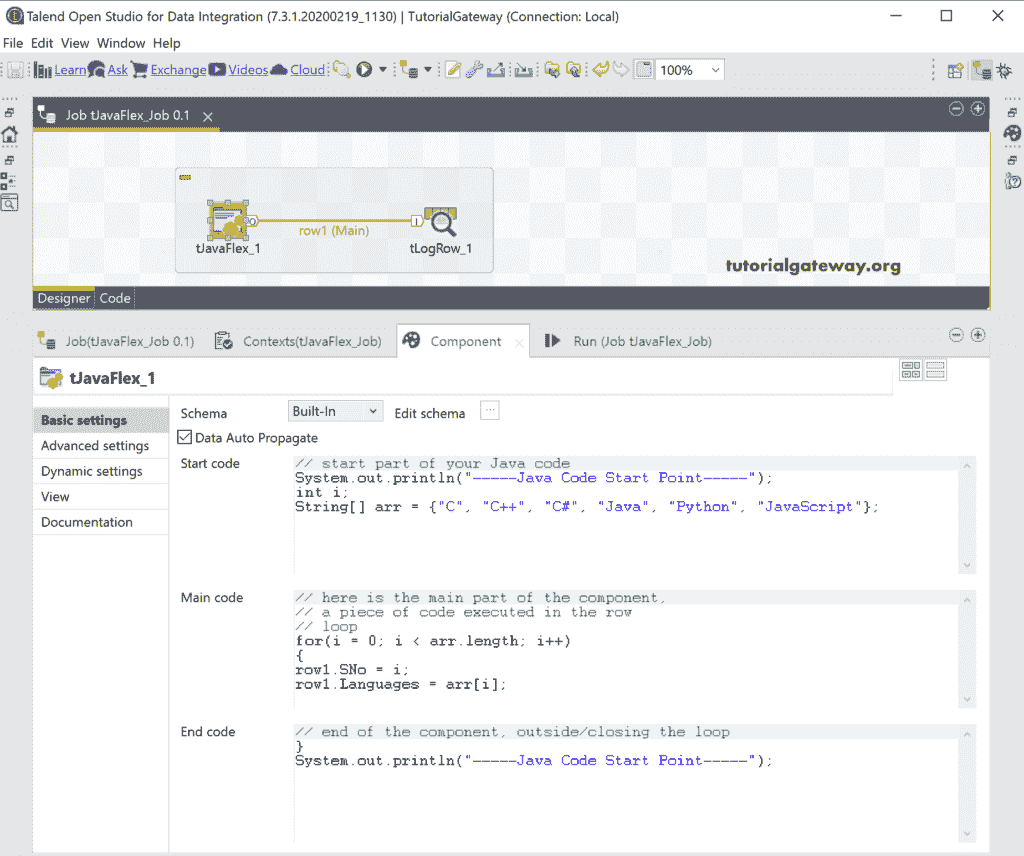 Talend Open Studio for Data Integration (7.3.1.20200219_1130) | TutorialGateway (Connection: Local)
File Edit View Window Help
Learn Ask Exchange Videos Cloud 100%
Job tJavaFlex_Job 0.1
row1 (Main)
tJavaFlex_1 tLogRow_1
tutorialgateway.org
Designer Code
Job(tJavaFlex_Job 0.1) Contexts(tJavaFlex_Job) Component Run (Job tJavaFlex_Job)
tJavaFlex_1
Basic settings
Advanced settings
Dynamic settings
View
Documentation
Schema Built-In Edit schema ...
Data Auto Propagate
Start code
// start part of your Java code
System.out.println("-----Java Code Start Point-----");
int i;
String[] arr = {"C", "C++", "C#", "Java", "Python", "JavaScript"};
Main code
// here is the main part of the component,
// a piece of code executed in the row
// loop
for(i = 0; i < arr.length; i++)
{
row1.SNo = i;
row1.Languages = arr[i];
End code
// end of the component, outside/closing the loop
}
System.out.println("-----Java Code Start Point-----");